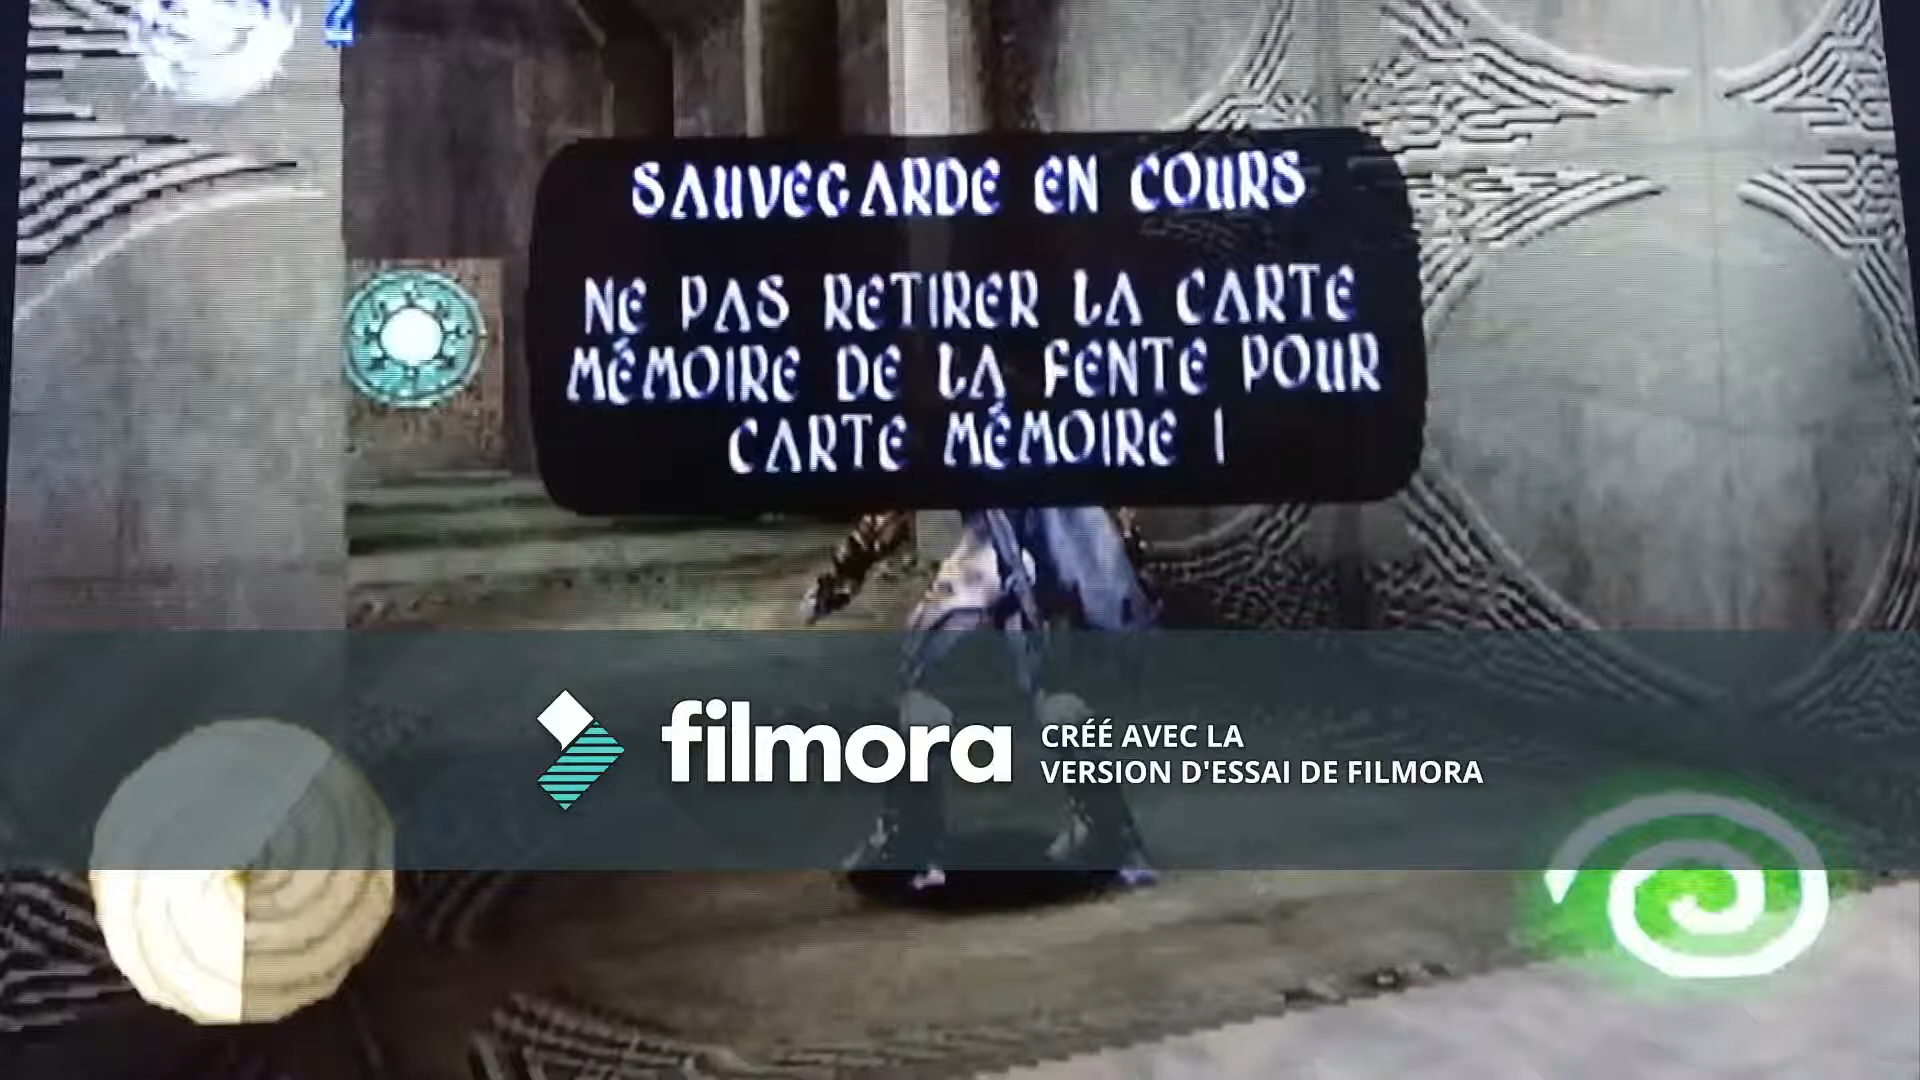 2
SAUVEGARDE EN COURS
NE PAS RETIRER LA CARTE
MÉMOIRE DE LA FENTE POUR
CARTE MÉMOIRE 1
filmora
CRÉÉ AVEC LA
VERSION D'ESSAI DE FILMORA